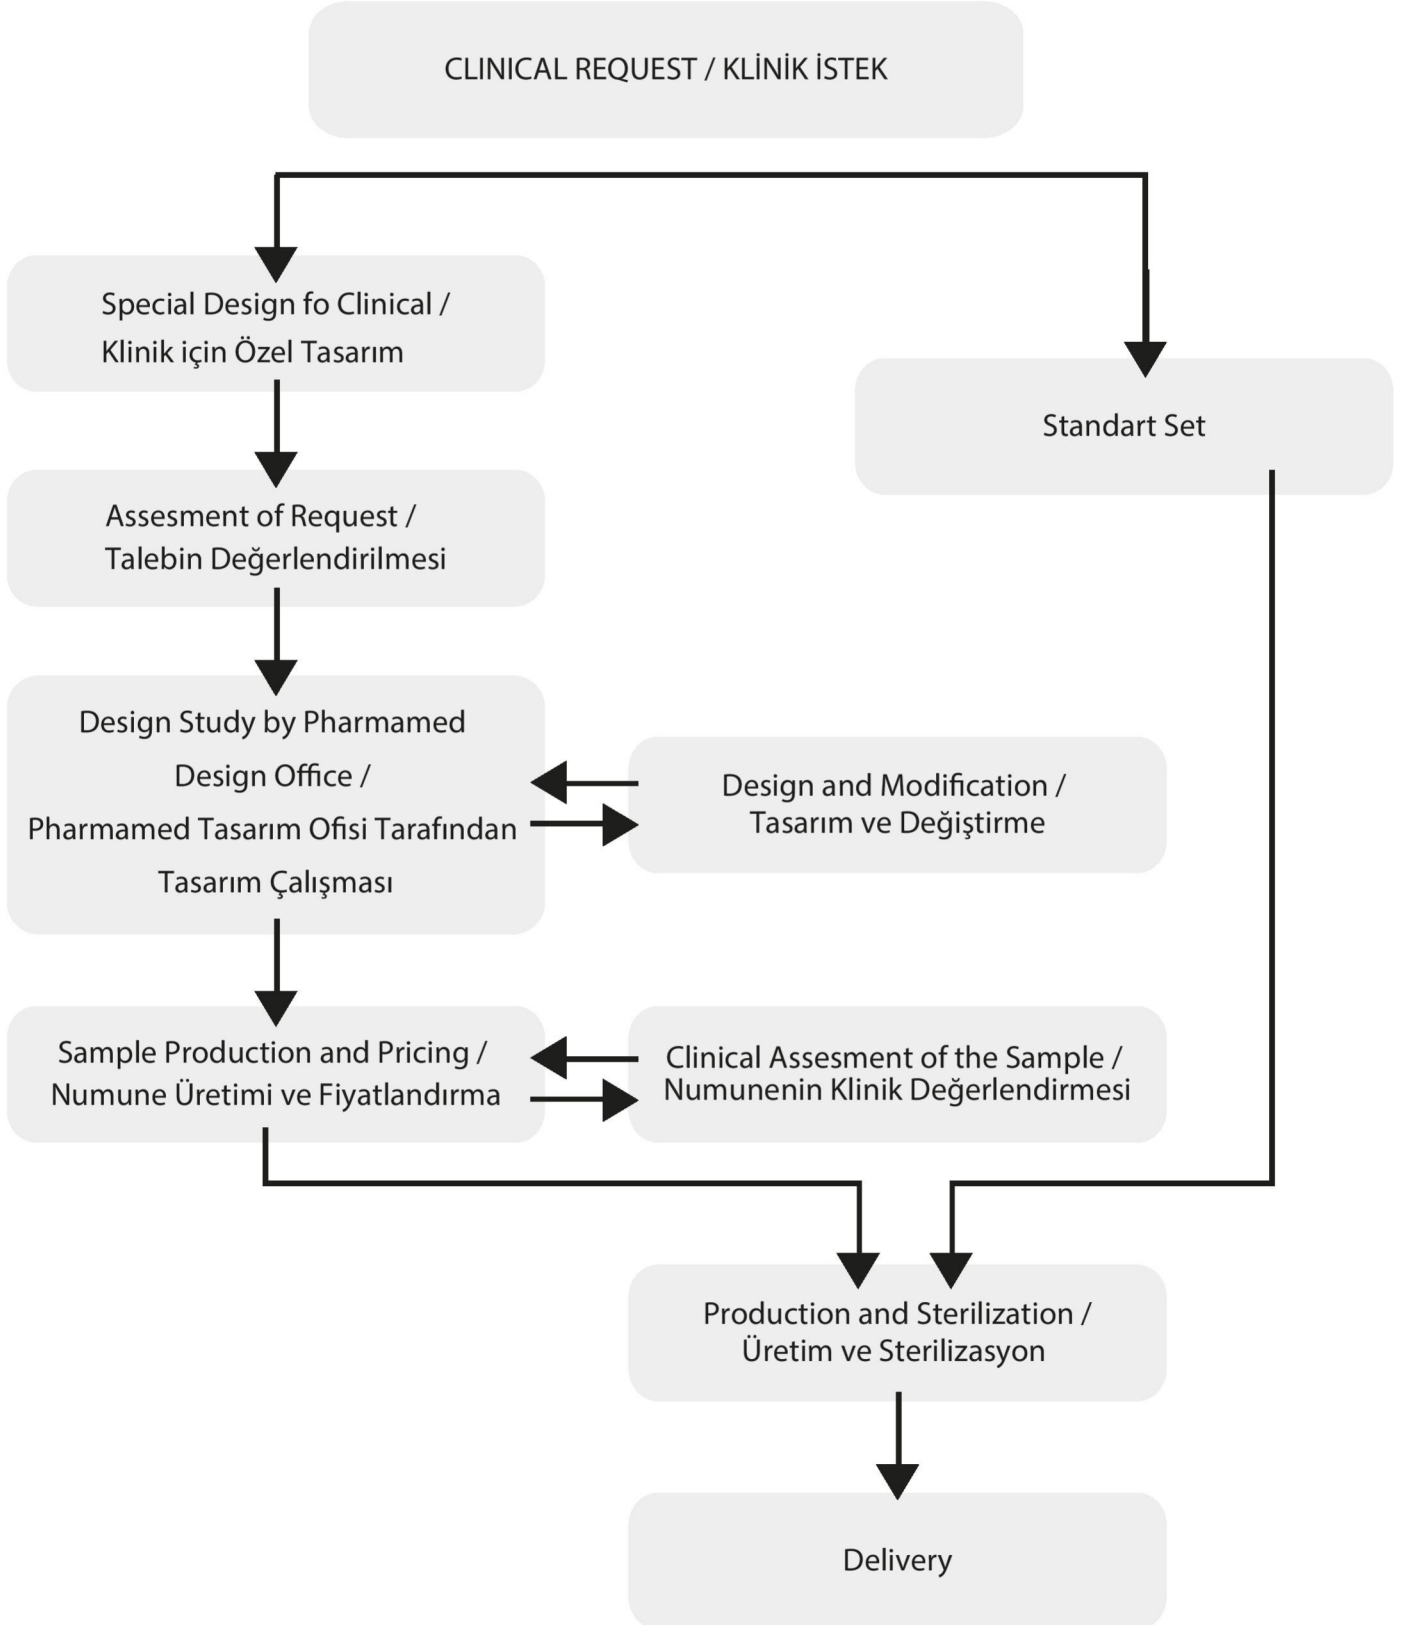 CLINICAL REQUEST / KLİNİK İSTEK
Special Design fo Clinical /
Klinik için Özel Tasarım
Standart Set
Assesment of Request /
Talebin Değerlendirilmesi
Design Study by Pharmamed
Design Office /
Pharmamed Tasarım Ofisi Tarafından
Tasarım Çalışması
Design and Modification /
Tasarım ve Değiştirme
Sample Production and Pricing /
Numune Üretimi ve Fiyatlandırma
Clinical Assesment of the Sample /
Numunenin Klinik Değerlendirmesi
Production and Sterilization /
Üretim ve Sterilizasyon
Delivery